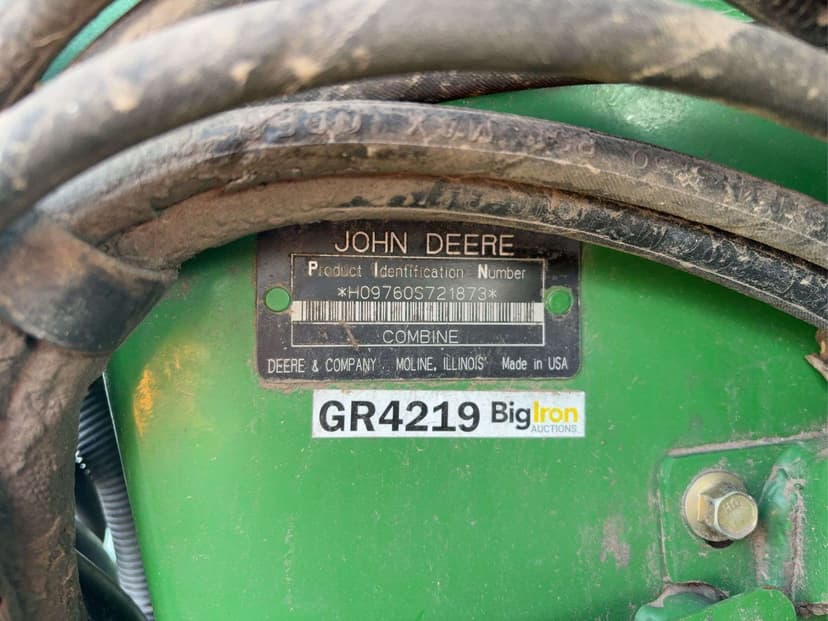 JOHN DEERE
Product Identification Number
*H09760S721873*
COMBINE
DEERE & COMPANY MOLINE, ILLINOIS Made in USA
GR4219 BigIron
AUCTIONS